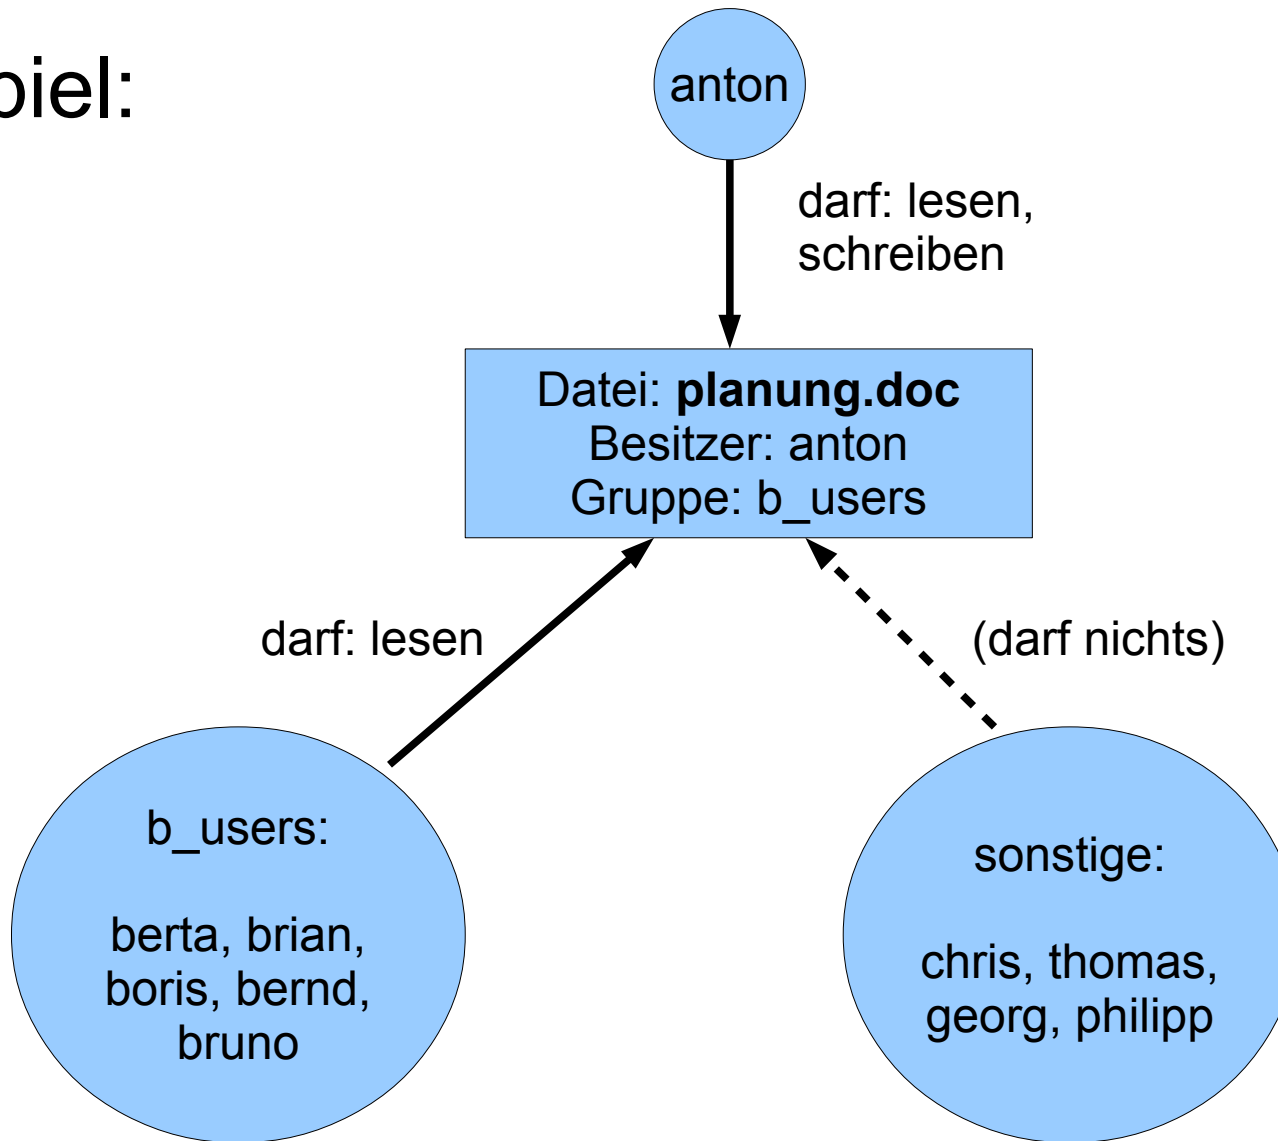 piel:
anton
darf: lesen,
schreiben
Datei: planung.doc
Besitzer: anton
Gruppe: b_users
darf: lesen
(darf nichts)
b_users:
berta, brian,
boris, bernd,
bruno
sonstige:
chris, thomas,
georg, philipp